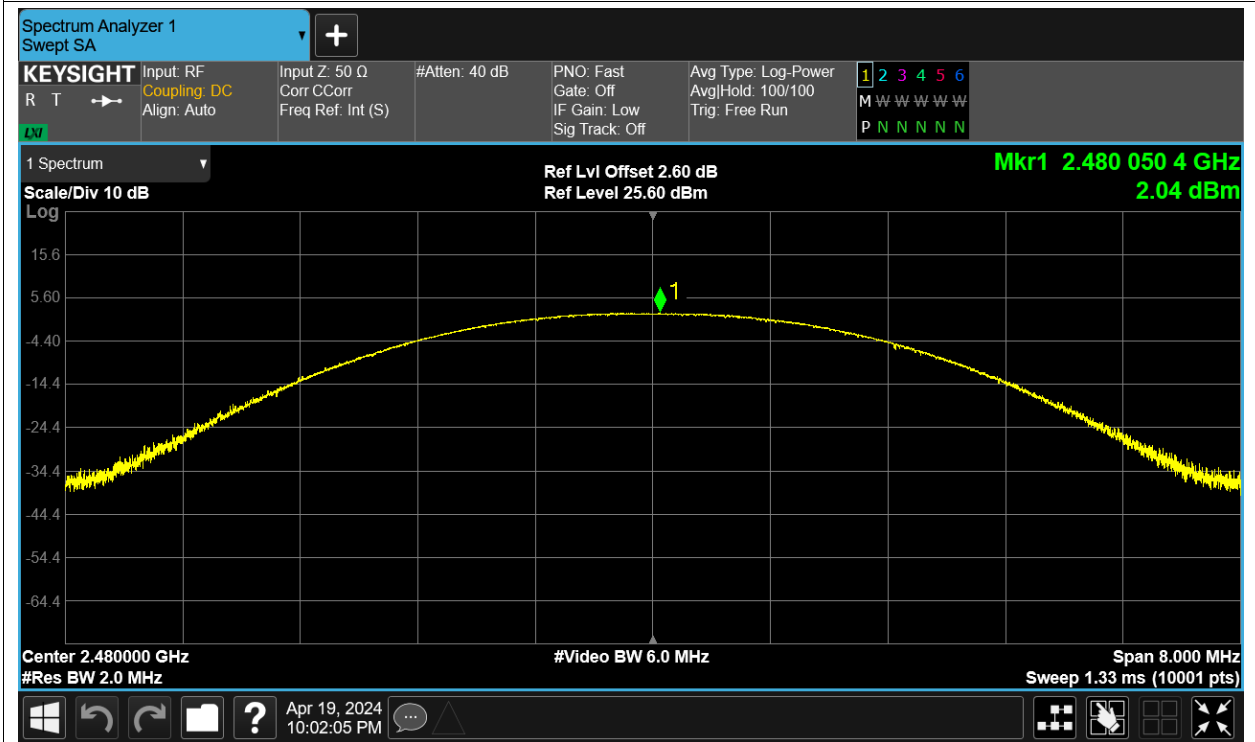 Spectrum Analyzer 1
Swept SA
KEYSIGHT
R T
LXI
Input: RF
Coupling: DC
Align: Auto
Input Z: 50 Ω
Corr CCorr
Freq Ref: Int (S)
#Atten: 40 dB
PNO: Fast
Gate: Off
IF Gain: Low
Sig Track: Off
Avg Type: Log-Power
Avg|Hold: 100/100
Trig: Free Run
1 2 3 4 5 6
M W W W W W
P N N N N N
1 Spectrum
Scale/Div 10 dB
Log
Ref Lvl Offset 2.60 dB
Ref Level 25.60 dBm
Mkr1 2.480 050 4 GHz
2.04 dBm
15.6
5.60
-4.40
-14.4
-24.4
-34.4
-44.4
-54.4
-64.4
1
Center 2.480000 GHz
#Res BW 2.0 MHz
#Video BW 6.0 MHz
Span 8.000 MHz
Sweep 1.33 ms (10001 pts)
?
Apr 19, 2024
10:02:05 PM